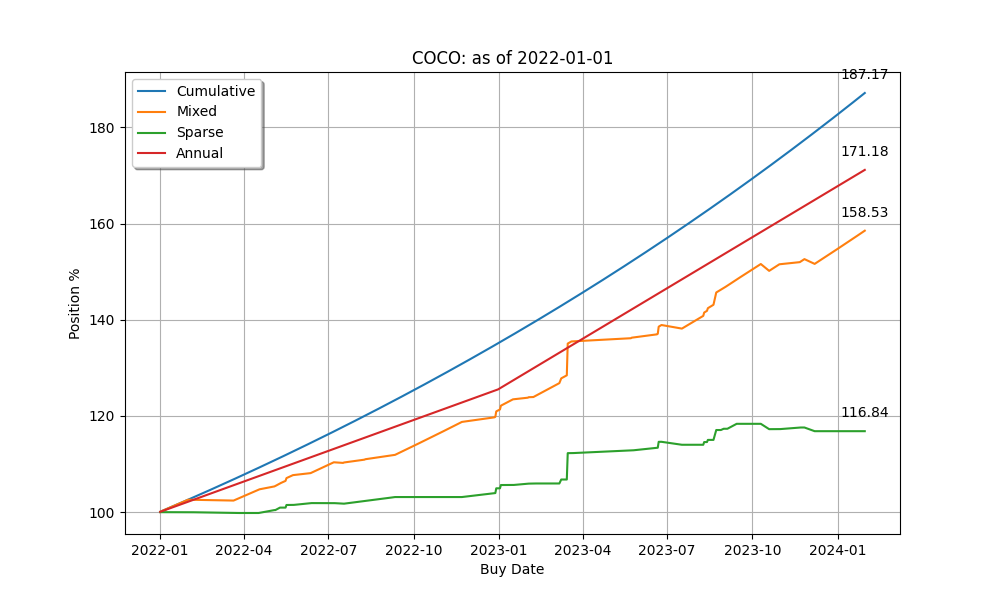 COCO: as of 2022-01-01
187.17
Cumulative
Mixed
Sparse
Annual
171.18
158.53
116.84
180
160
140
120
100
Position %
2022-01
2022-04
2022-07
2022-10
2023-01
2023-04
2023-07
2023-10
2024-01
Buy Date